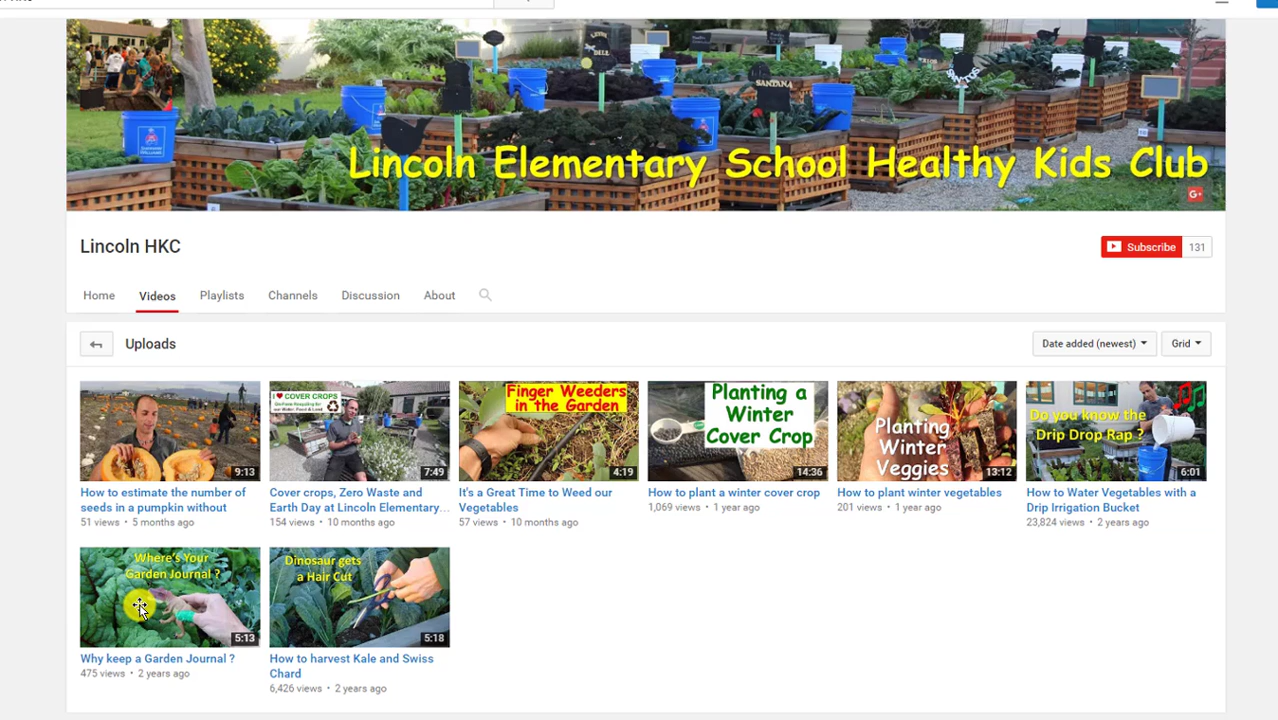 Lincoln Elementary School Healthy Kids Club
G+
Lincoln HKC
Subscribe 131
Home Videos Playlists Channels Discussion About
Uploads
Date added (newest) Grid
9:13
I ♥ COVER CROPS
7:49
Finger Weeders
in the Garden
4:19
Planting a
Winter
Cover Crop
14:36
Planting
Winter
Veggies
13:12
Do you know the
Drip Drop Rap ?
6:01
How to estimate the number of
seeds in a pumpkin without
51 views • 5 months ago
Cover crops, Zero Waste and
Earth Day at Lincoln Elementary...
154 views • 10 months ago
It's a Great Time to Weed our
Vegetables
57 views • 10 months ago
How to plant a winter cover crop
1,069 views • 1 year ago
How to plant winter vegetables
201 views • 1 year ago
How to Water Vegetables with a
Drip Irrigation Bucket
23,824 views • 2 years ago
Where's Your
Garden Journal ?
5:13
Dinosaur gets
a Hair Cut
5:18
Why keep a Garden Journal ?
475 views • 2 years ago
How to harvest Kale and Swiss
Chard
6,426 views • 2 years ago